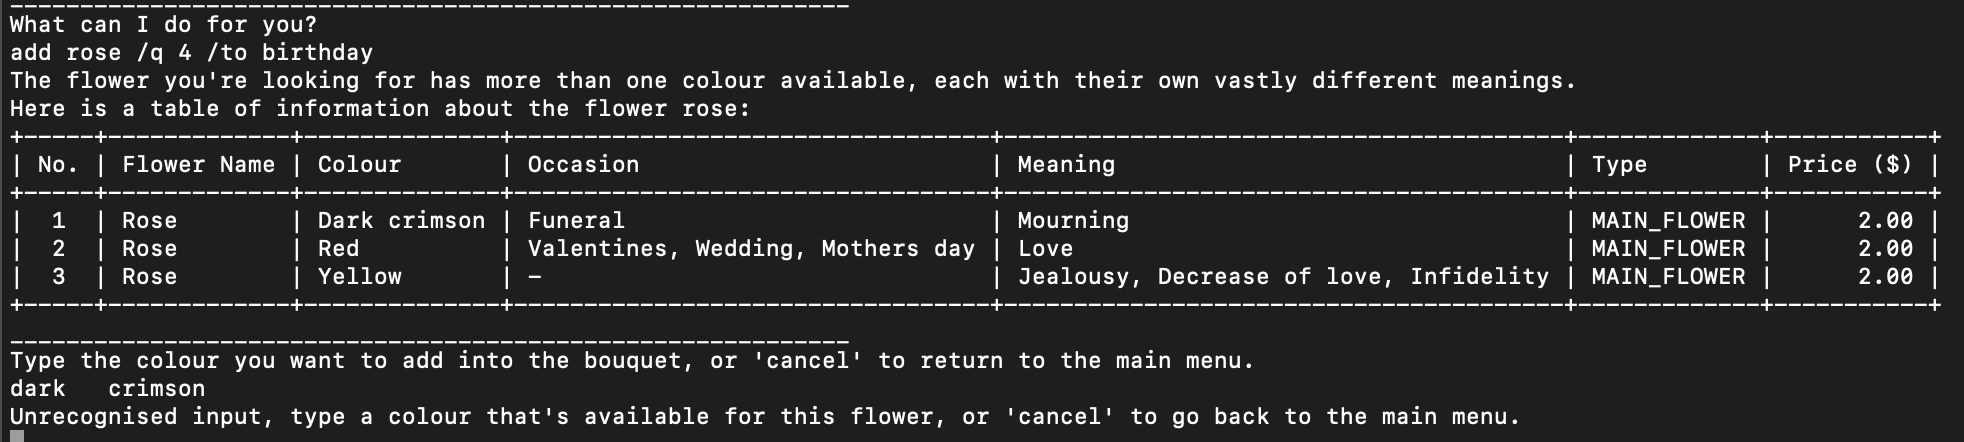 ____________________________________________________________
What can I do for you?
add rose /q 4 /to birthday
The flower you're looking for has more than one colour available, each with their own vastly different meanings.
Here is a table of information about the flower rose:
+-----+-------------+--------------+----------------------------------+----------------------------------------+-------------+-----------+
| No. | Flower Name | Colour       | Occasion                         | Meaning                                | Type        | Price ($) |
+-----+-------------+--------------+----------------------------------+----------------------------------------+-------------+-----------+
|  1  | Rose        | Dark crimson | Funeral                          | Mourning                               | MAIN_FLOWER |      2.00 |
|  2  | Rose        | Red          | Valentines, Wedding, Mothers day | Love                                   | MAIN_FLOWER |      2.00 |
|  3  | Rose        | Yellow       | -                                | Jealousy, Decrease of love, Infidelity | MAIN_FLOWER |      2.00 |
+-----+-------------+--------------+----------------------------------+----------------------------------------+-------------+-----------+
____________________________________________________________
Type the colour you want to add into the bouquet, or 'cancel' to return to the main menu.
dark   crimson
Unrecognised input, type a colour that's available for this flower, or 'cancel' to go back to the main menu.